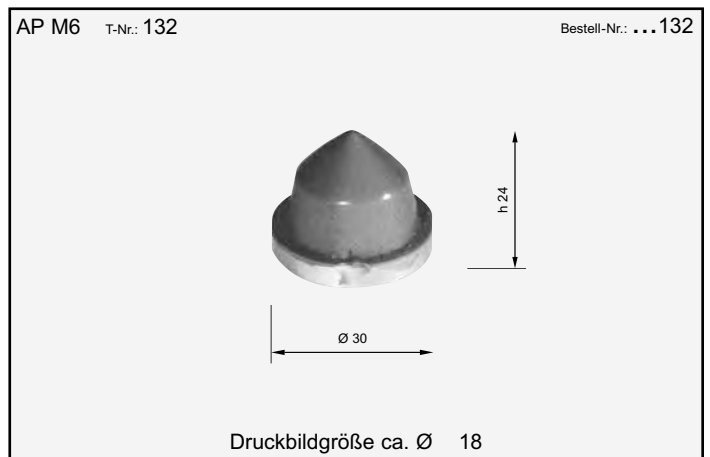 AP M6 T-Nr.: 132 Bestell-Nr.: ...132
h 24
Ø 30
Druckbildgröße ca. Ø 18